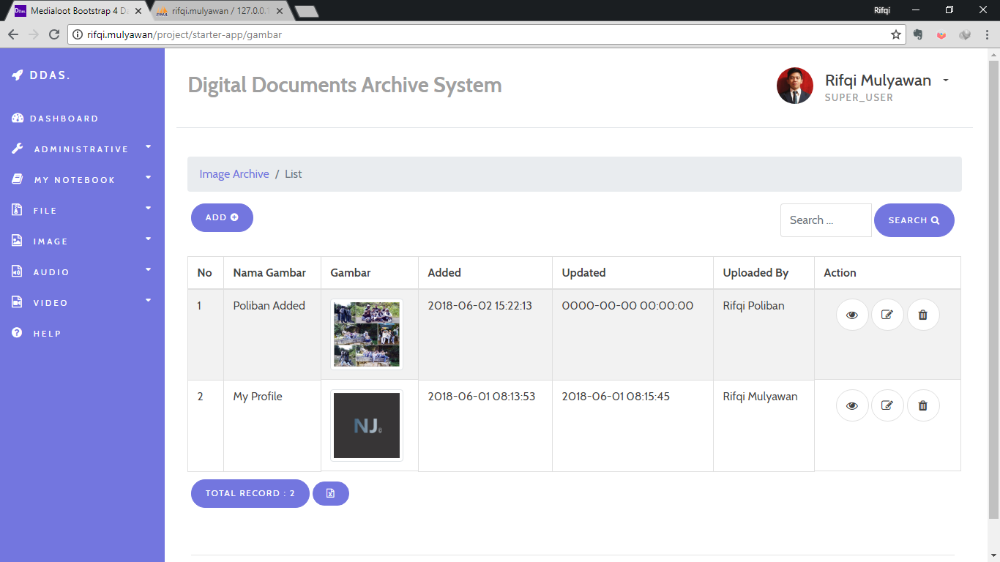 Medialoot Bootstrap 4 Da
rifqi.mulyawan / 127.0.0.1
Rifqi
rifqi.mulyawan/project/starter-app/gambar
DDAS.
DASHBOARD
ADMINISTRATIVE
MY NOTEBOOK
FILE
IMAGE
AUDIO
VIDEO
HELP
Digital Documents Archive System
Rifqi Mulyawan
SUPER_USER
Image Archive / List
ADD
Search ...
SEARCH
No Nama Gambar Gambar Added Updated Uploaded By Action
1 Poliban Added 2018-06-02 15:22:13 0000-00-00 00:00:00 Rifqi Poliban
2 My Profile NJ 2018-06-01 08:13:53 2018-06-01 08:15:45 Rifqi Mulyawan
TOTAL RECORD : 2